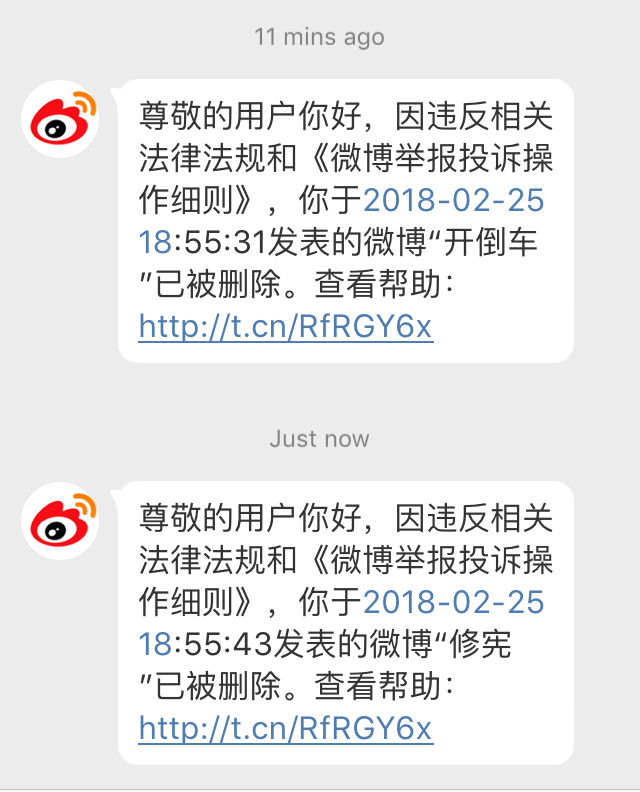 11 mins ago
尊敬的用户你好，因违反相关
法律法规和《微博举报投诉操
作细则》，你于2018-02-25
18:55:31发表的微博“开倒车
”已被删除。查看帮助：
http://t.cn/RfRGY6x
Just now
尊敬的用户你好，因违反相关
法律法规和《微博举报投诉操
作细则》，你于2018-02-25
18:55:43发表的微博“修宪
”已被删除。查看帮助：
http://t.cn/RfRGY6x